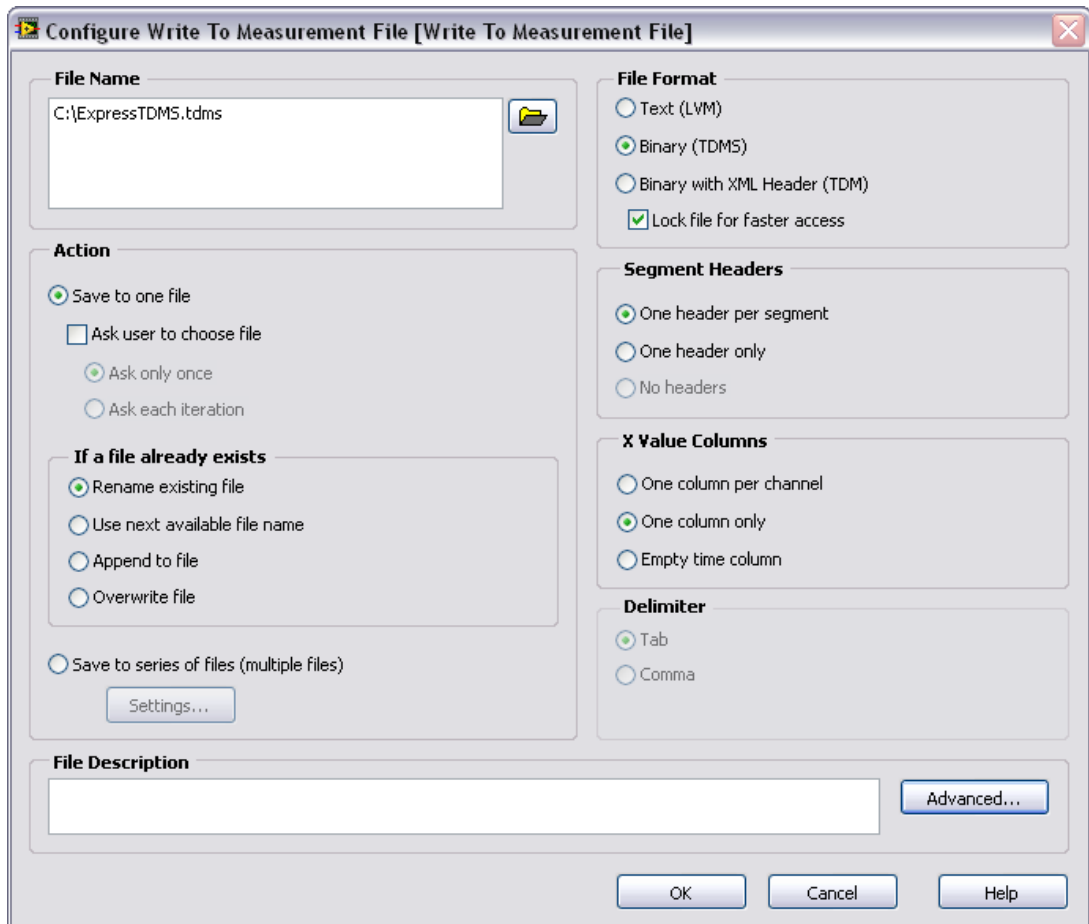 Configure Write To Measurement File [Write To Measurement File]
File Name
C:\ExpressTDMS.tdms
Action
Save to one file
Ask user to choose file
Ask only once
Ask each iteration
If a file already exists
Rename existing file
Use next available file name
Append to file
Overwrite file
Save to series of files (multiple files)
Settings...
File Format
Text (LVM)
Binary (TDMS)
Binary with XML Header (TDM)
Lock file for faster access
Segment Headers
One header per segment
One header only
No headers
X Value Columns
One column per channel
One column only
Empty time column
Delimiter
Tab
Comma
File Description
Advanced...
OK
Cancel
Help